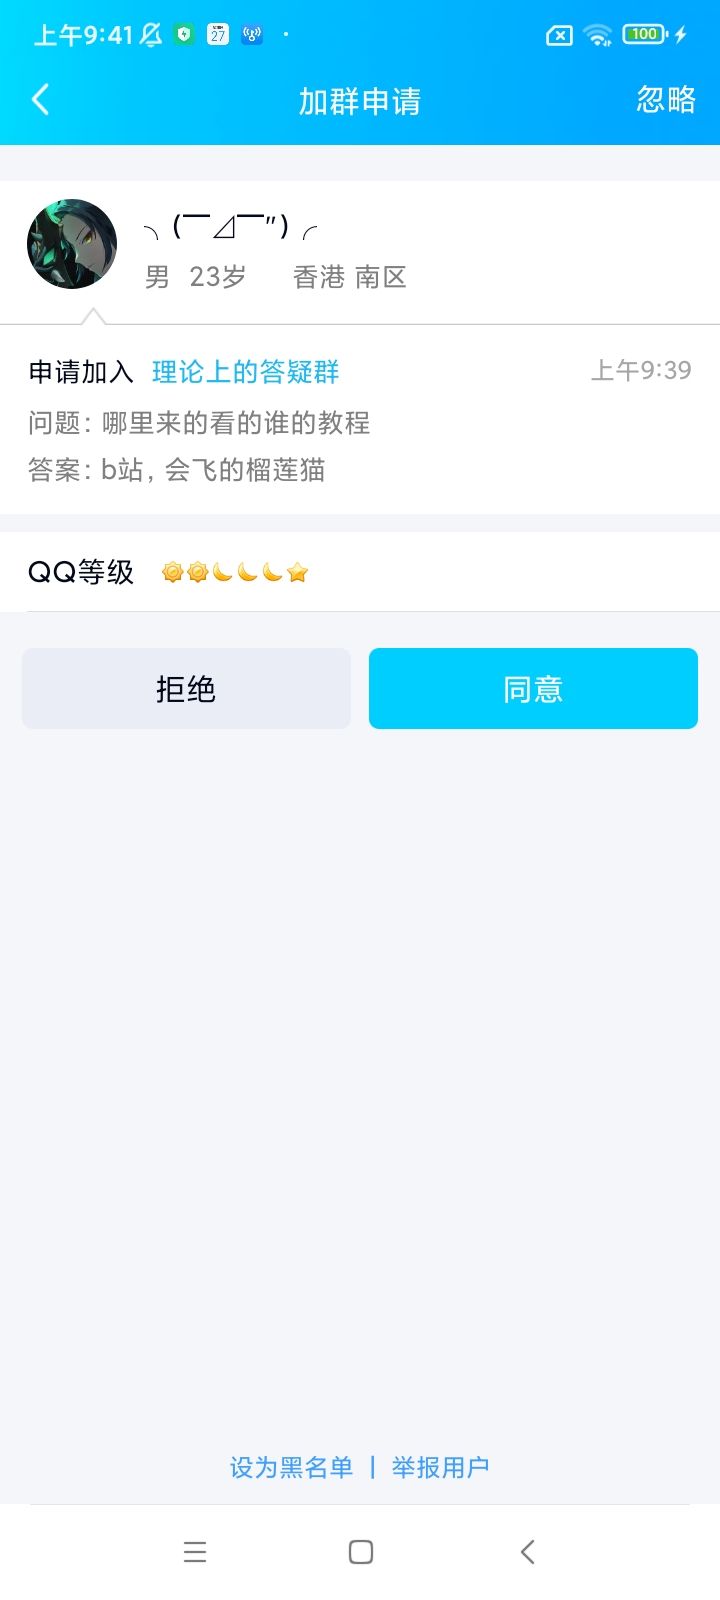 上午9:41 27 100
加群申请 忽略
╮(￣⊿￣")╭
男 23岁 香港 南区
申请加入 理论上的答疑群 上午9:39
问题: 哪里来的看的谁的教程
答案: b站, 会飞的榴莲猫
QQ等级
拒绝 同意
设为黑名单 | 举报用户